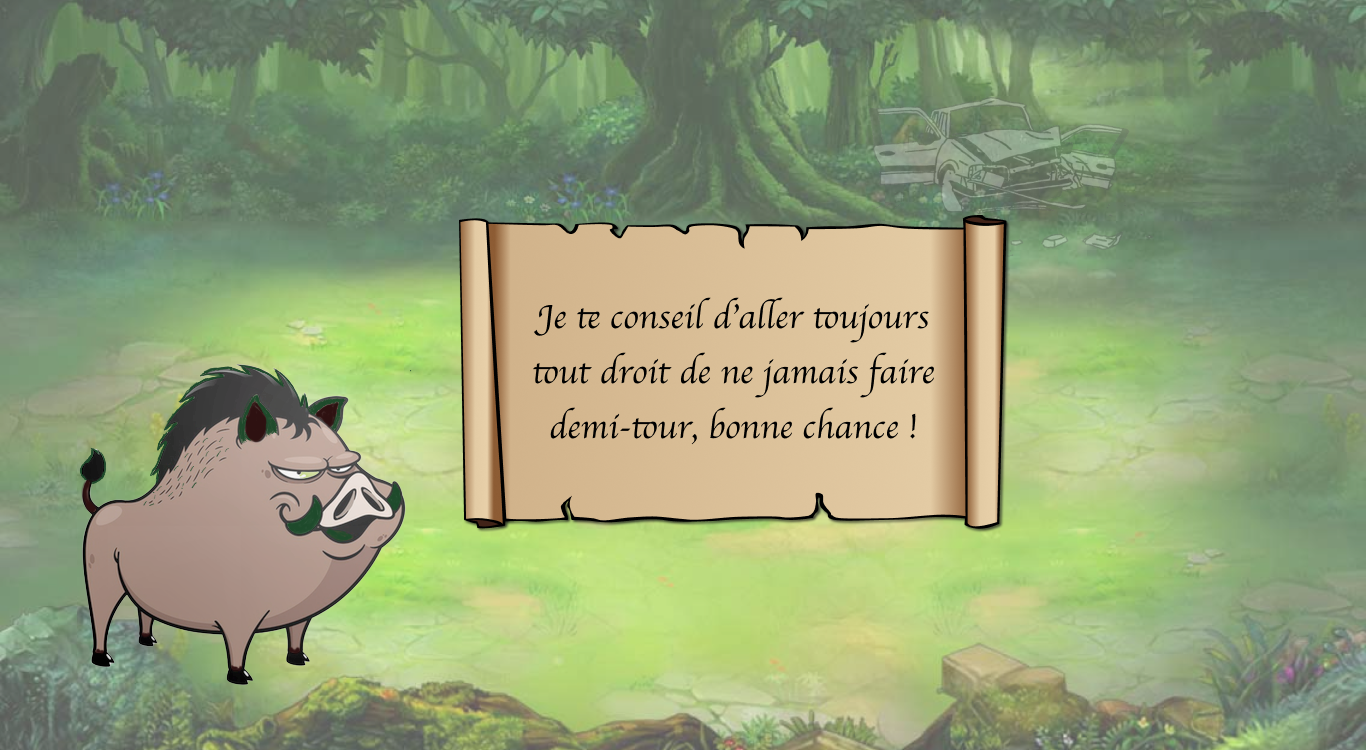 Je te conseil d'aller toujours
tout droit de ne jamais faire
demi-tour, bonne chance !